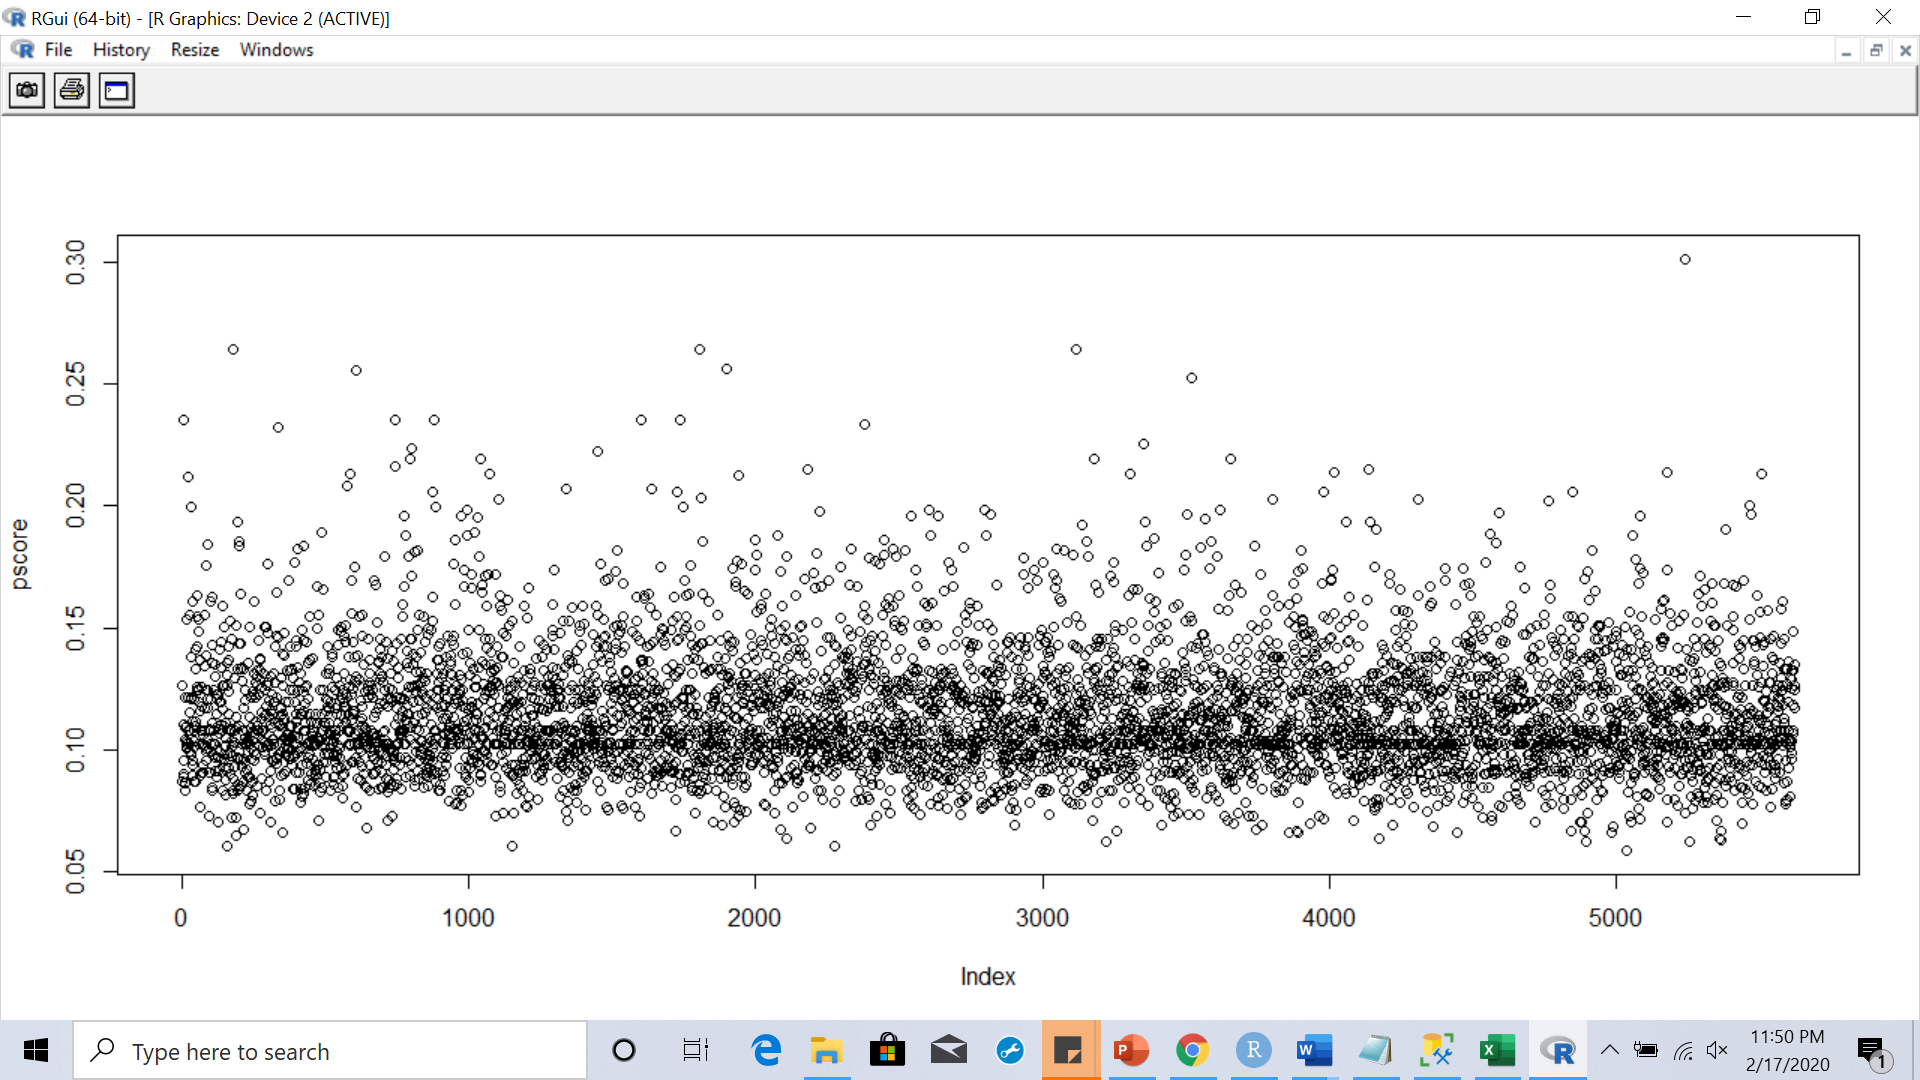 RGui (64-bit) - [R Graphics: Device 2 (ACTIVE)]
File History Resize Windows
0.30
0.25
0.20
0.15
0.10
0.05
pscore
0 1000 2000 3000 4000 5000
Index
Type here to search
11:50 PM
2/17/2020
1